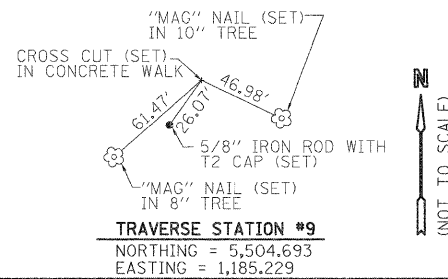 "MAG" NAIL (SET)
IN 10" TREE
CROSS CUT (SET)
IN CONCRETE WALK
46.98'
61.47'
26.07'
N
5/8" IRON ROD WITH
T2 CAP (SET)
"MAG" NAIL (SET)
IN 8" TREE
(NOT TO SCALE)
TRAVERSE STATION #9
NORTHING = 5,504.693
EASTING = 1,185.229